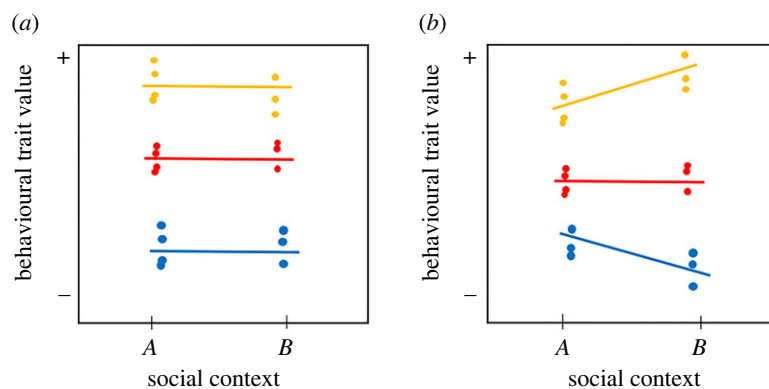 (a)
+
behavioural trait value
–
A B
social context
(b)
+
behavioural trait value
–
A B
social context